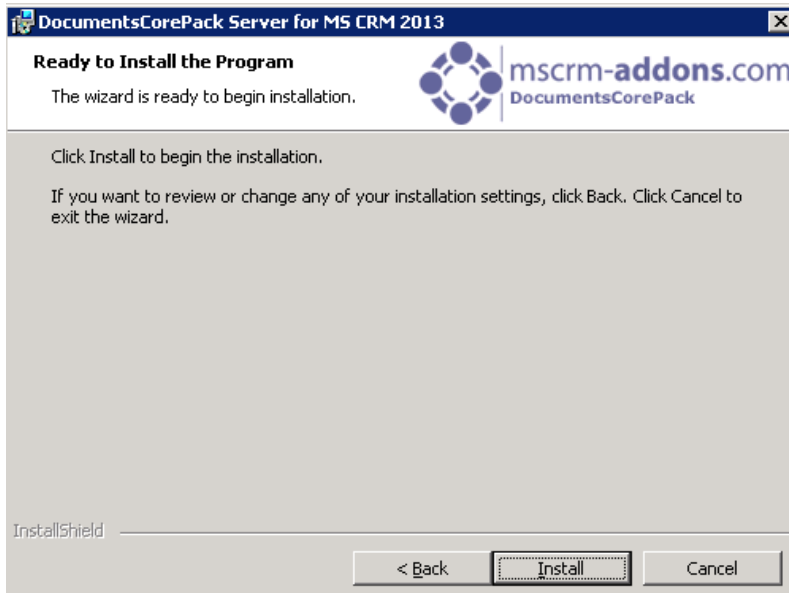 DocumentsCorePack Server for MS CRM 2013
Ready to Install the Program
The wizard is ready to begin installation.
mscrm-addons.com
DocumentsCorePack
Click Install to begin the installation.
If you want to review or change any of your installation settings, click Back. Click Cancel to
exit the wizard.
InstallShield
< Back
Install
Cancel